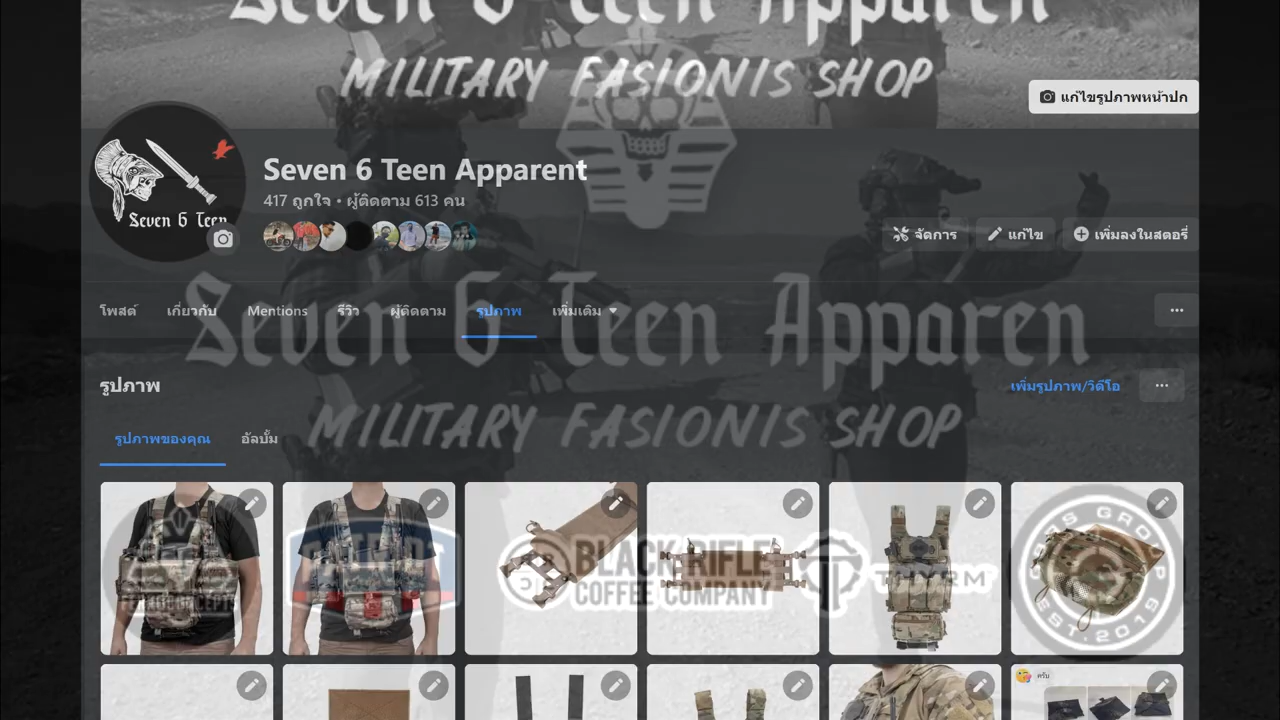 Seven 6 Teen Apparen
MILITARY FASIONIS SHOP
แก้ไขรูปภาพหน้าปก
Seven 6 Teen
Seven 6 Teen Apparent
417 ถูกใจ • ผู้ติดตาม 613 คน
จัดการ
แก้ไข
เพิ่มลงในสตอรี่
Seven 6 Teen Apparen
โพสต์
เกี่ยวกับ
Mentions
รีวิว
ผู้ติดตาม
รูปภาพ
เพิ่มเติม
รูปภาพ
เพิ่มรูปภาพ/วิดีโอ
MILITARY FASIONIS SHOP
รูปภาพของคุณ
อัลบั้ม
BLACK RIFLE
COFFEE COMPANY
GROUP
EST. 2019
ครับ